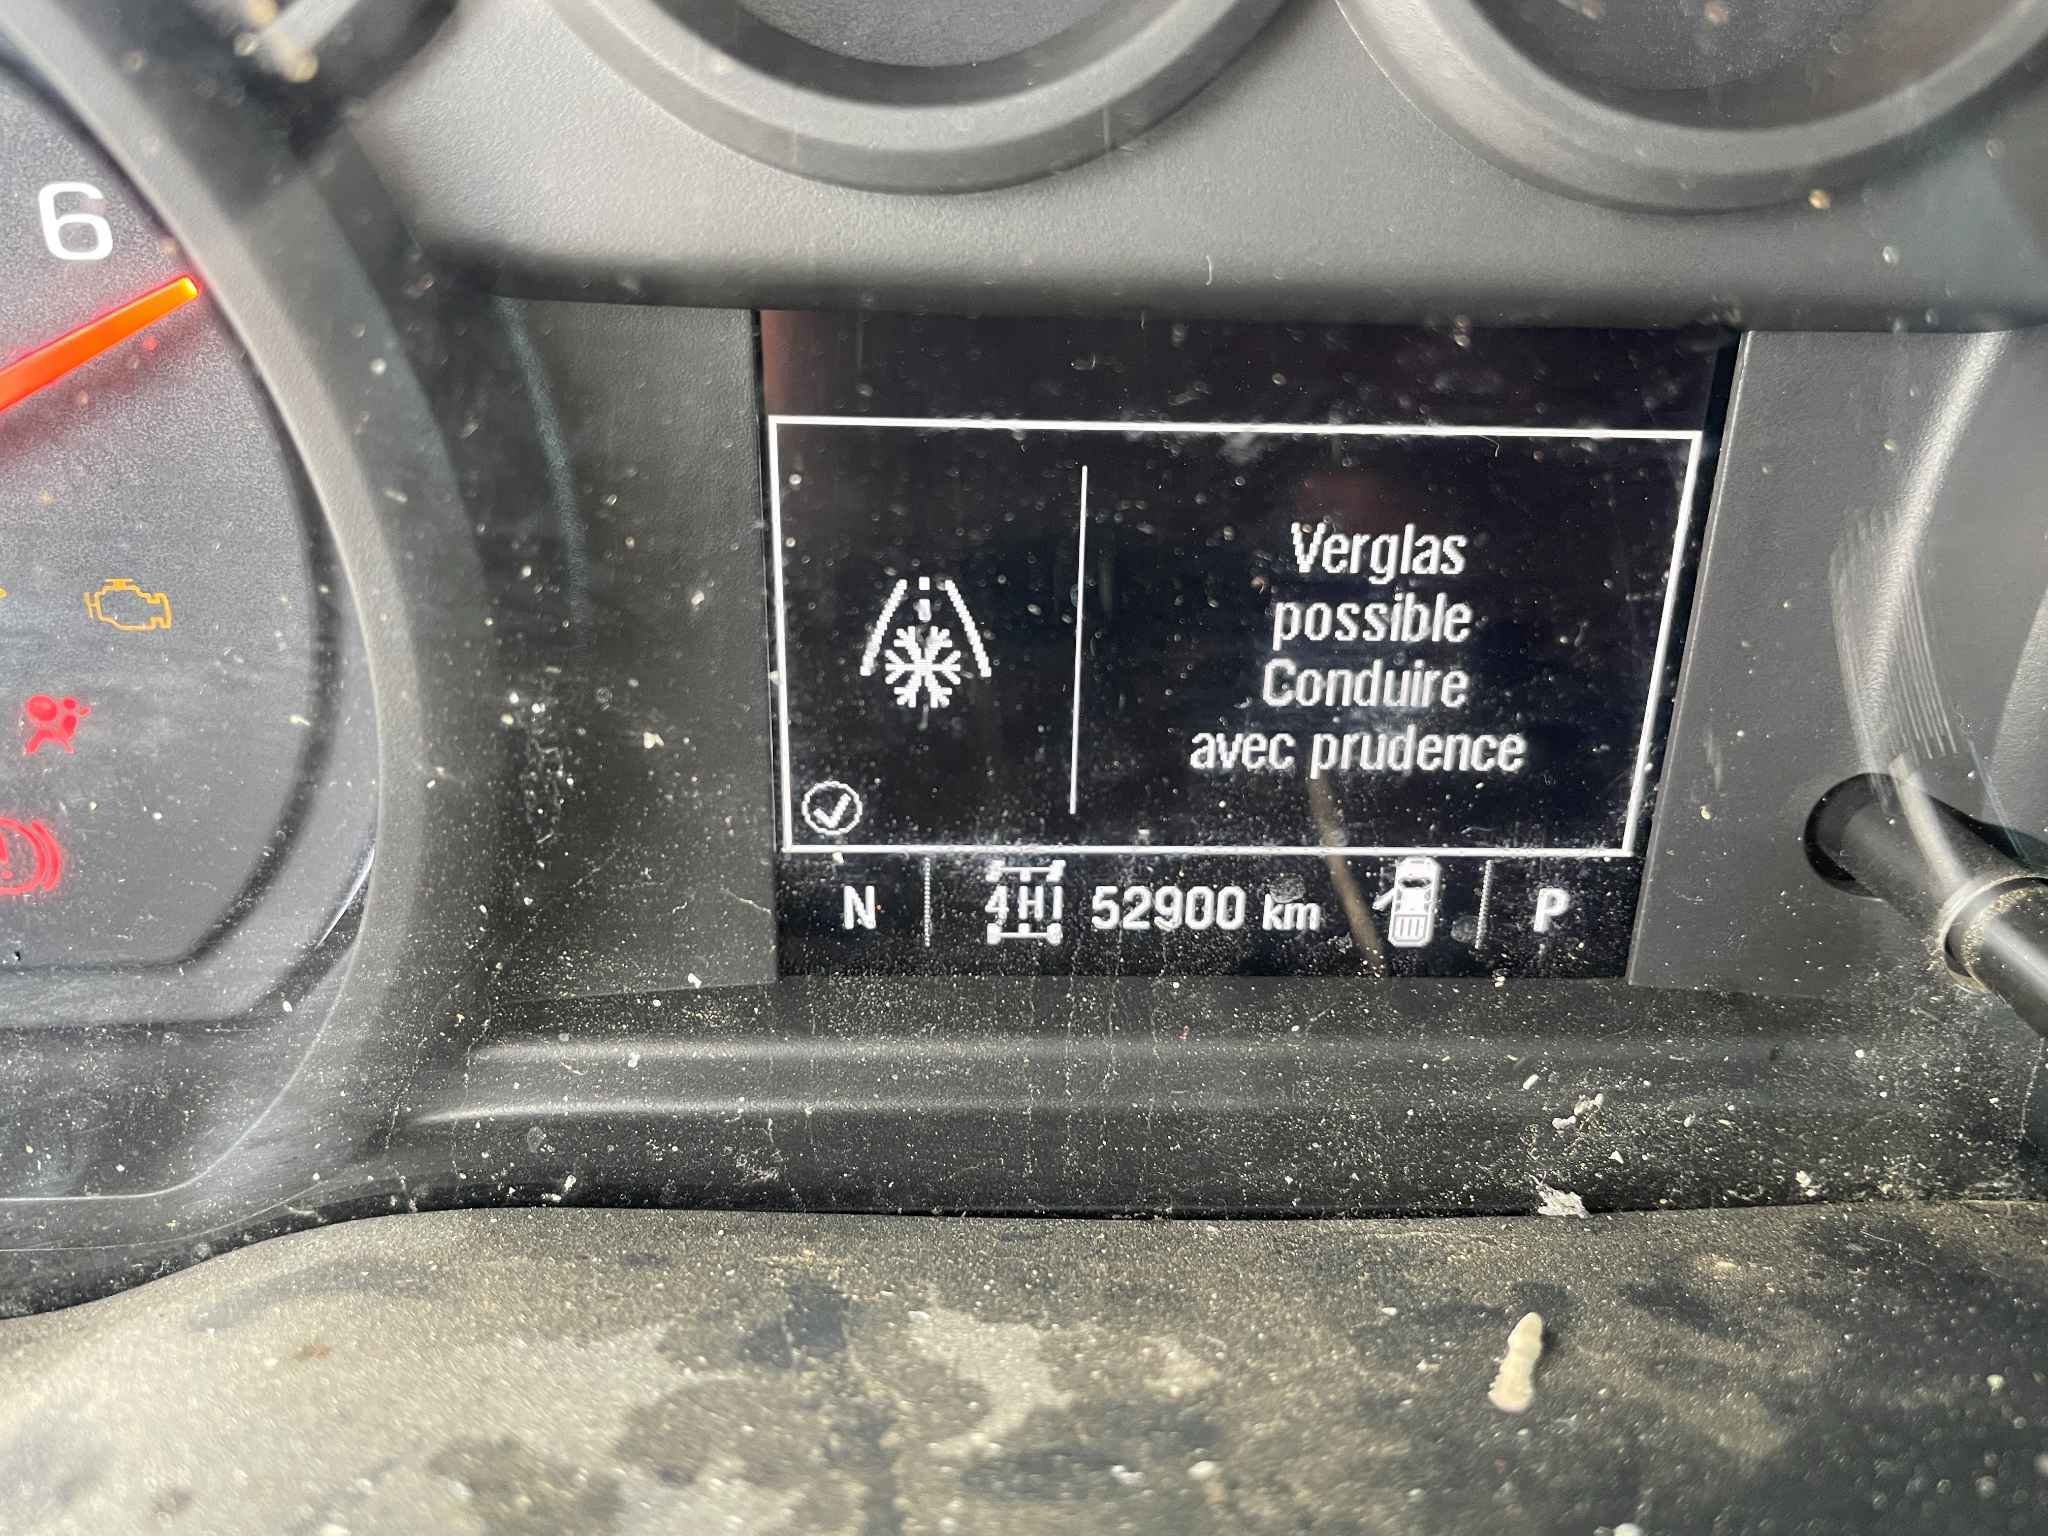 6
Verglas
possible
Conduire
avec prudence
N 4HI 52900 km P